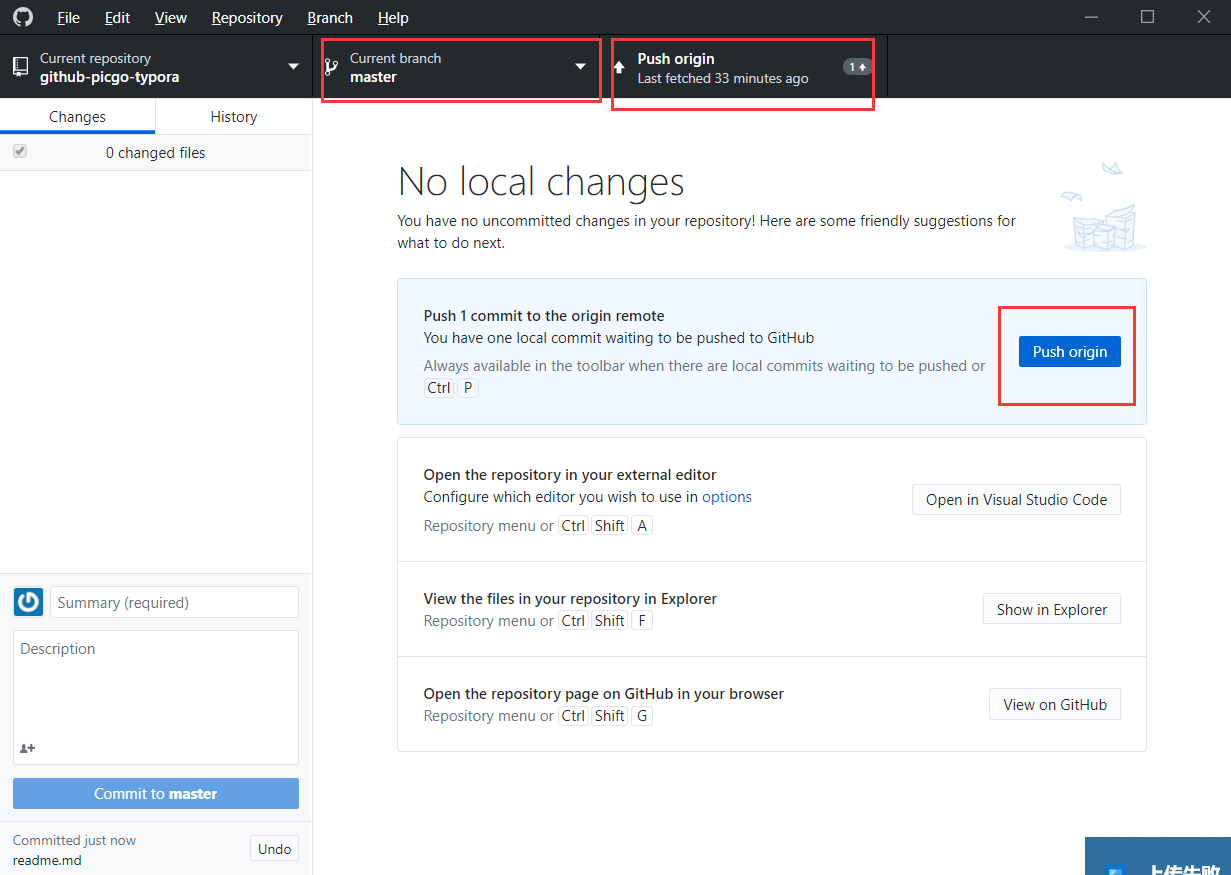 File Edit View Repository Branch Help
Current repository
github-picgo-typora
Current branch
master
Push origin
Last fetched 33 minutes ago
1
Changes History
0 changed files
No local changes
You have no uncommitted changes in your repository! Here are some friendly suggestions for
what to do next.
Push 1 commit to the origin remote
You have one local commit waiting to be pushed to GitHub
Always available in the toolbar when there are local commits waiting to be pushed or
Ctrl P
Push origin
Open the repository in your external editor
Configure which editor you wish to use in options
Repository menu or Ctrl Shift A
Open in Visual Studio Code
View the files in your repository in Explorer
Repository menu or Ctrl Shift F
Show in Explorer
Open the repository page on GitHub in your browser
Repository menu or Ctrl Shift G
View on GitHub
Summary (required)
Description
Commit to master
Committed just now
readme.md
Undo
上传失败